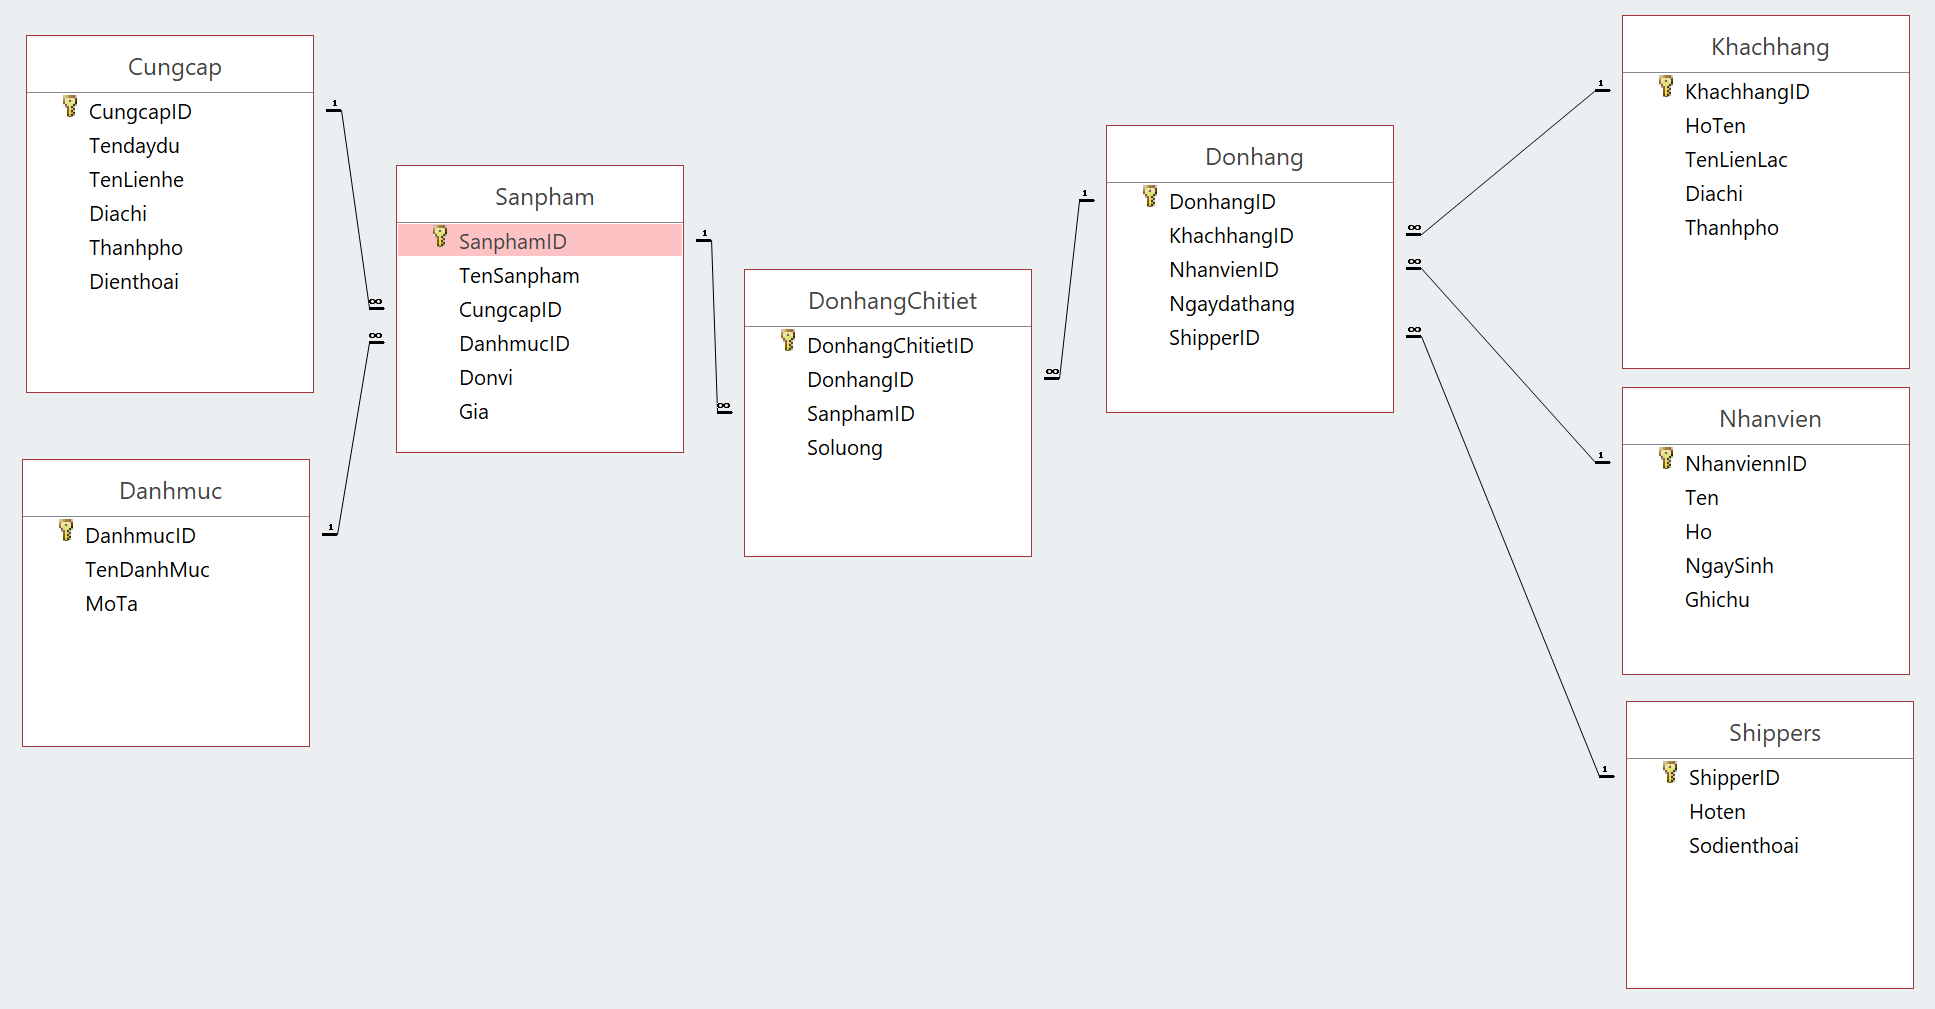 Cungcap
CungcapID
Tendaydu
TenLienhe
Diachi
Thanhpho
Dienthoai
1
∞
Danhmuc
DanhmucID
TenDanhMuc
MoTa
1
∞
Sanpham
SanphamID
TenSanpham
CungcapID
DanhmucID
Donvi
Gia
1
∞
DonhangChitiet
DonhangChitietID
DonhangID
SanphamID
Soluong
∞
1
Donhang
DonhangID
KhachhangID
NhanvienID
Ngaydathang
ShipperID
∞
∞
∞
1
Khachhang
KhachhangID
HoTen
TenLienLac
Diachi
Thanhpho
1
Nhanvien
NhanviennID
Ten
Ho
NgaySinh
Ghichu
1
Shippers
ShipperID
Hoten
Sodienthoai